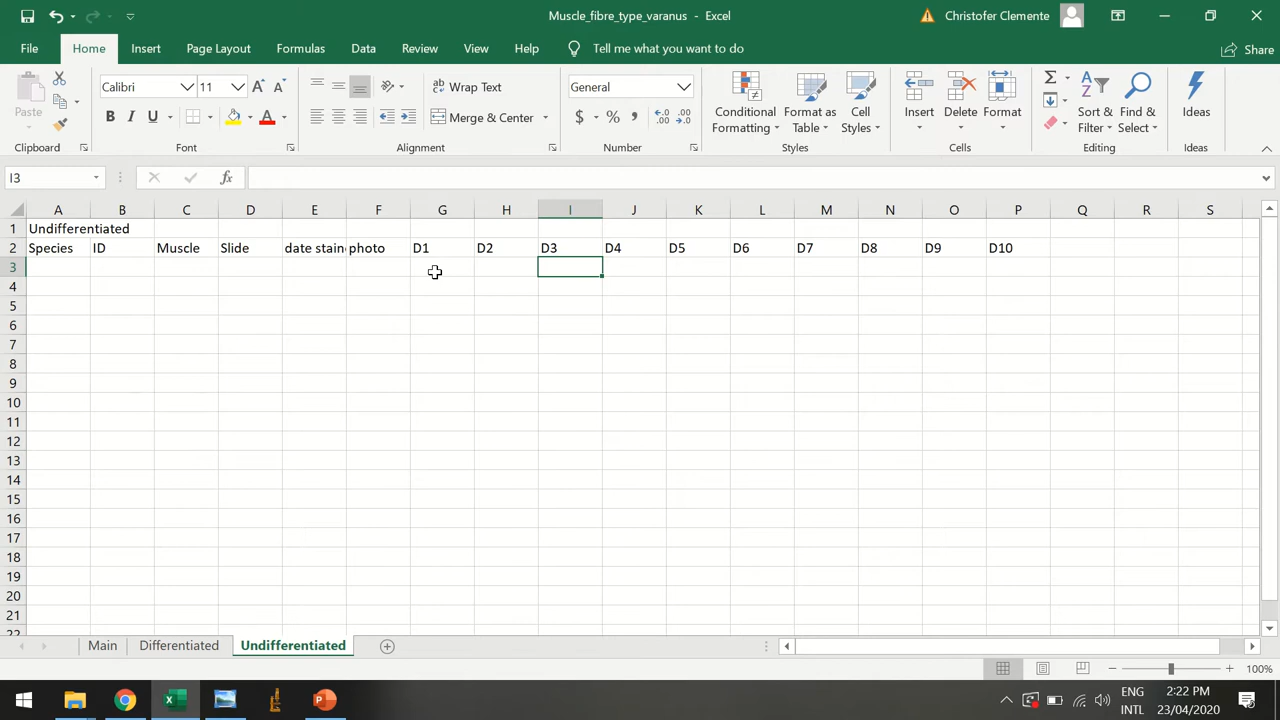 Muscle_fibre_type_varanus - Excel
Christofer Clemente
File Home Insert Page Layout Formulas Data Review View Help Tell me what you want to do Share
Paste
Calibri 11
B I U
Wrap Text
Merge & Center
General
$ % ,
Conditional Formatting
Format as Table
Cell Styles
Insert
Delete
Format
Sort & Filter
Find & Select
Ideas
Clipboard Font Alignment Number Styles Cells Editing Ideas
I3 fx
A B C D E F G H I J K L M N O P Q R S
1 Undifferentiated
2 Species ID Muscle Slide date stain photo D1 D2 D3 D4 D5 D6 D7 D8 D9 D10
3
4
5
6
7
8
9
10
11
12
13
14
15
16
17
18
19
20
21
22
Main Differentiated Undifferentiated
100%
ENG
INTL
2:22 PM
23/04/2020